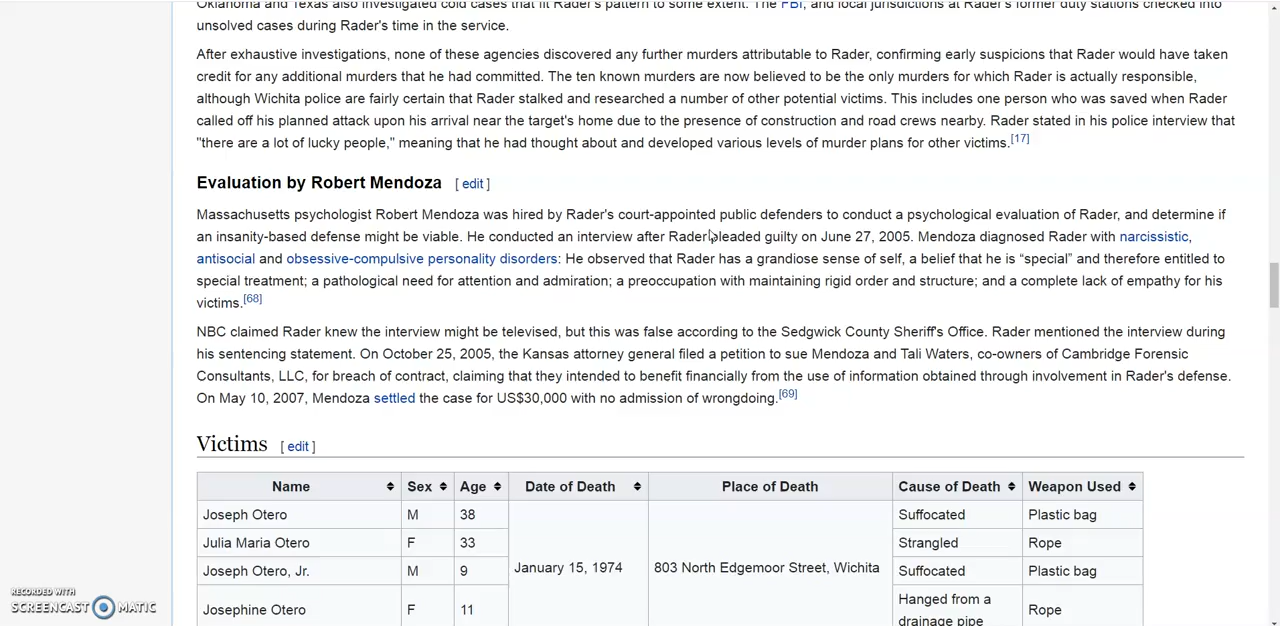 Oklahoma and Texas also investigated cold cases that fit Rader's pattern to some extent. The FBI, and local jurisdictions at Rader's former duty stations checked into
unsolved cases during Rader's time in the service.
After exhaustive investigations, none of these agencies discovered any further murders attributable to Rader, confirming early suspicions that Rader would have taken
credit for any additional murders that he had committed. The ten known murders are now believed to be the only murders for which Rader is actually responsible,
although Wichita police are fairly certain that Rader stalked and researched a number of other potential victims. This includes one person who was saved when Rader
called off his planned attack upon his arrival near the target's home due to the presence of construction and road crews nearby. Rader stated in his police interview that
"there are a lot of lucky people," meaning that he had thought about and developed various levels of murder plans for other victims.[17]
Evaluation by Robert Mendoza [ edit ]
Massachusetts psychologist Robert Mendoza was hired by Rader's court-appointed public defenders to conduct a psychological evaluation of Rader, and determine if
an insanity-based defense might be viable. He conducted an interview after Rader pleaded guilty on June 27, 2005. Mendoza diagnosed Rader with narcissistic,
antisocial and obsessive-compulsive personality disorders: He observed that Rader has a grandiose sense of self, a belief that he is “special” and therefore entitled to
special treatment; a pathological need for attention and admiration; a preoccupation with maintaining rigid order and structure; and a complete lack of empathy for his
victims.[68]
NBC claimed Rader knew the interview might be televised, but this was false according to the Sedgwick County Sheriff's Office. Rader mentioned the interview during
his sentencing statement. On October 25, 2005, the Kansas attorney general filed a petition to sue Mendoza and Tali Waters, co-owners of Cambridge Forensic
Consultants, LLC, for breach of contract, claiming that they intended to benefit financially from the use of information obtained through involvement in Rader's defense.
On May 10, 2007, Mendoza settled the case for US$30,000 with no admission of wrongdoing.[69]
Victims [ edit ]
Name Sex Age Date of Death Place of Death Cause of Death Weapon Used
Joseph Otero M 38 Suffocated Plastic bag
Julia Maria Otero F 33 Strangled Rope
January 15, 1974 803 North Edgemoor Street, Wichita
Joseph Otero, Jr. M 9 Suffocated Plastic bag
Josephine Otero F 11 Hanged from a
drainage pipe Rope
RECORDED WITH
SCREENCAST MATIC